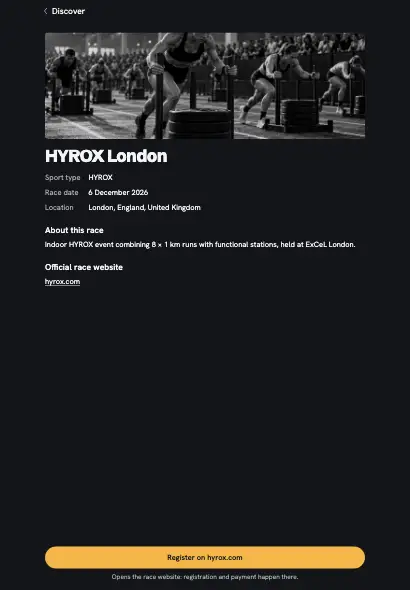 Discover
HYROX London
Sport type HYROX
Race date 6 December 2026
Location London, England, United Kingdom
About this race
Indoor HYROX event combining 8 × 1 km runs with functional stations, held at ExCeL London.
Official race website
hyrox.com
Register on hyrox.com
Opens the race website: registration and payment happen there.